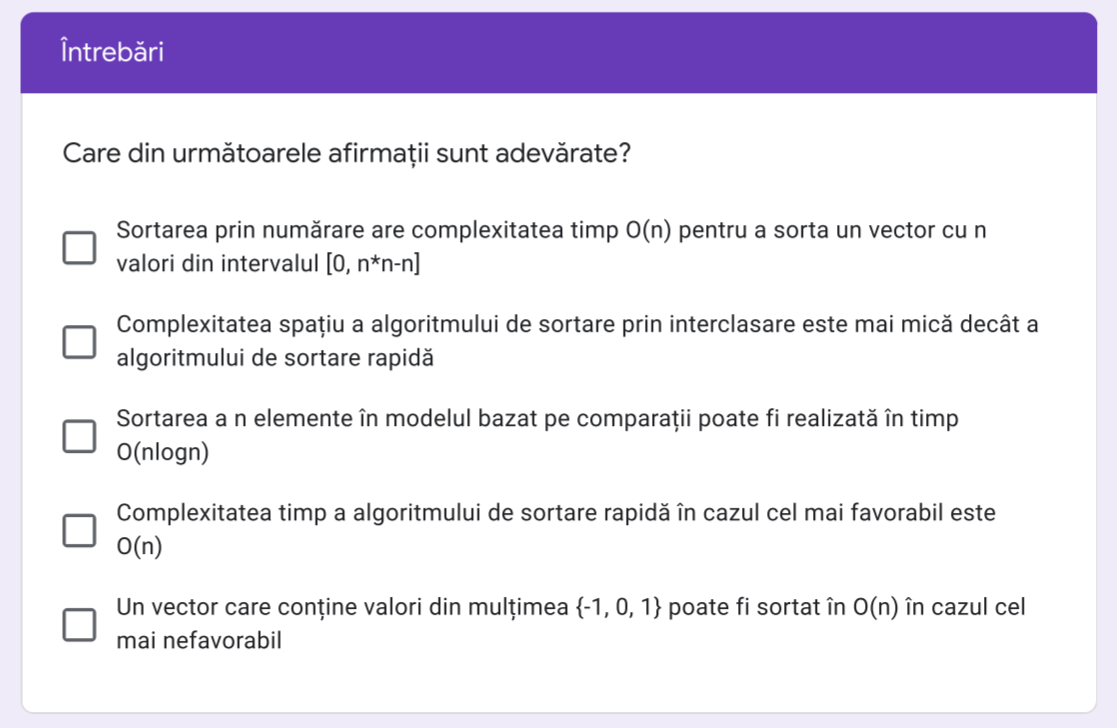 Întrebări
Care din următoarele afirmații sunt adevărate?
Sortarea prin numărare are complexitatea timp O(n) pentru a sorta un vector cu n
valori din intervalul [0, n*n-n]
Complexitatea spațiu a algoritmului de sortare prin interclasare este mai mică decât a
algoritmului de sortare rapidă
Sortarea a n elemente în modelul bazat pe comparații poate fi realizată în timp
O(nlogn)
Complexitatea timp a algoritmului de sortare rapidă în cazul cel mai favorabil este
O(n)
Un vector care conține valori din mulțimea {-1, 0, 1} poate fi sortat în O(n) în cazul cel
mai nefavorabil